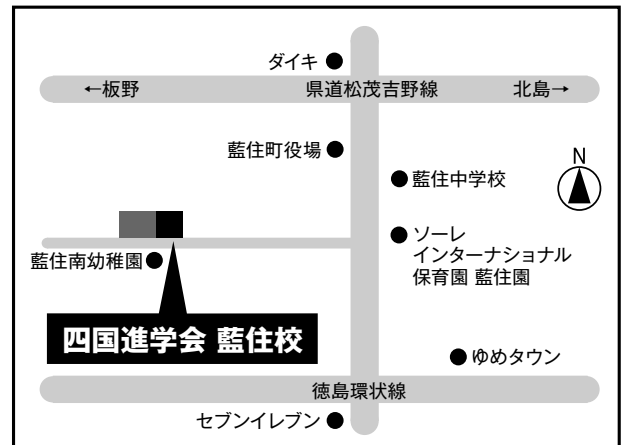 ダイキ
←板野
県道松茂吉野線
北島→
藍住町役場
N
藍住中学校
ソーレ
インターナショナル
保育園 藍住園
藍住南幼稚園
四国進学会 藍住校
ゆめタウン
徳島環状線
セブンイレブン